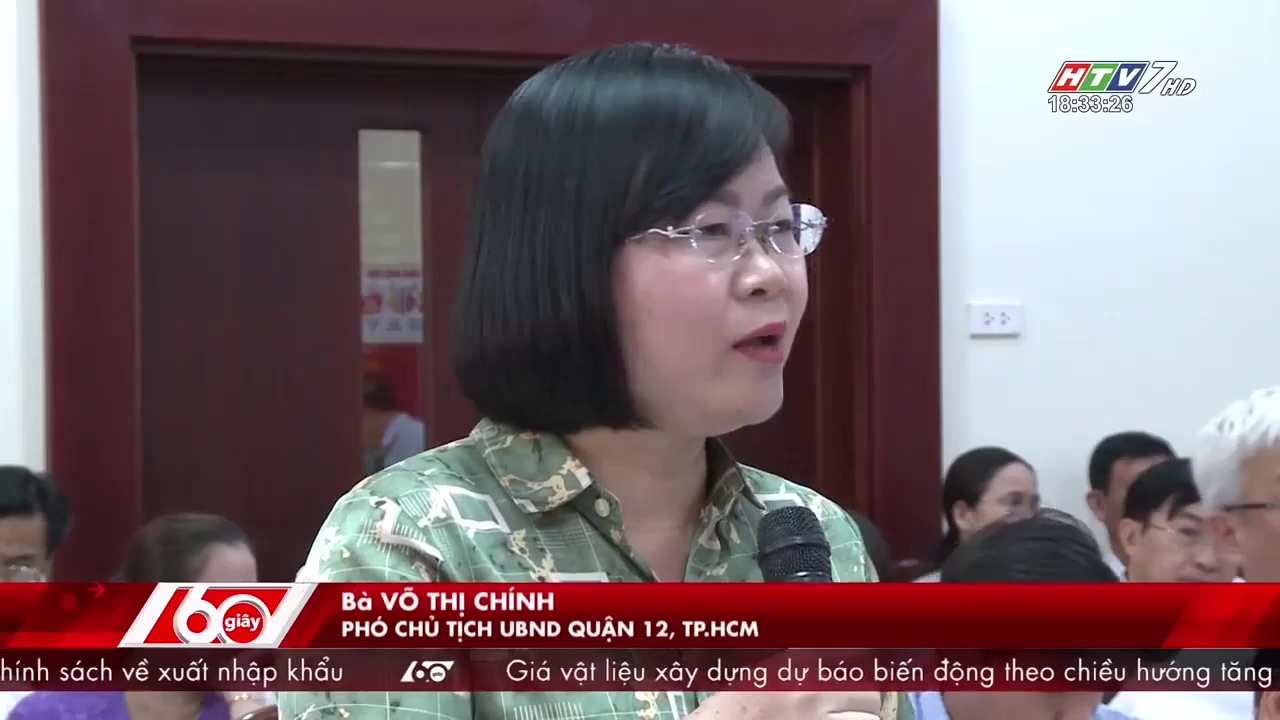 HTV7 HD
18:33:26
60 giây
Bà VÕ THỊ CHÍNH
PHÓ CHỦ TỊCH UBND QUẬN 12, TP.HCM
hính sách về xuất nhập khẩu 60 giây Giá vật liệu xây dựng dự báo biến động theo chiều hướng tăng